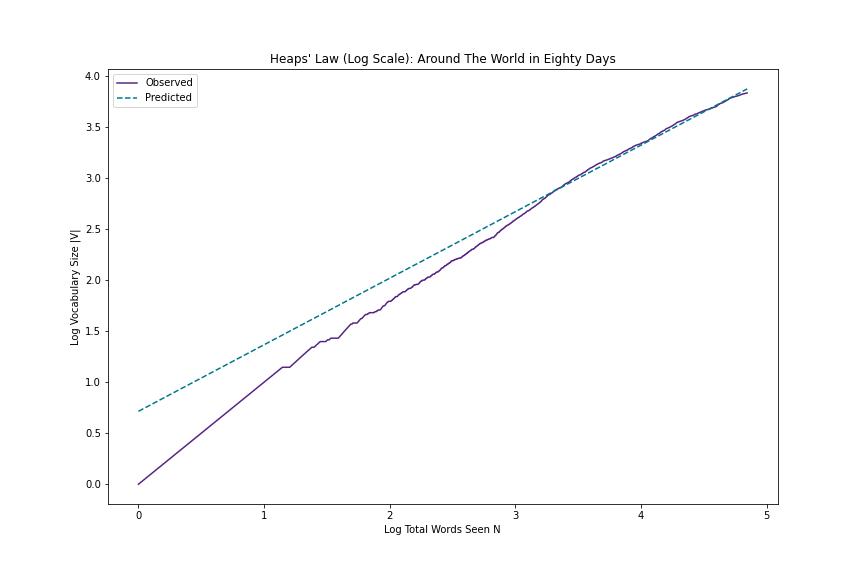 Heaps' Law (Log Scale): Around The World in Eighty Days
Observed
Predicted
4.0
3.5
3.0
2.5
2.0
1.5
1.0
0.5
0.0
Log Vocabulary Size |V|
0 1 2 3 4 5
Log Total Words Seen N